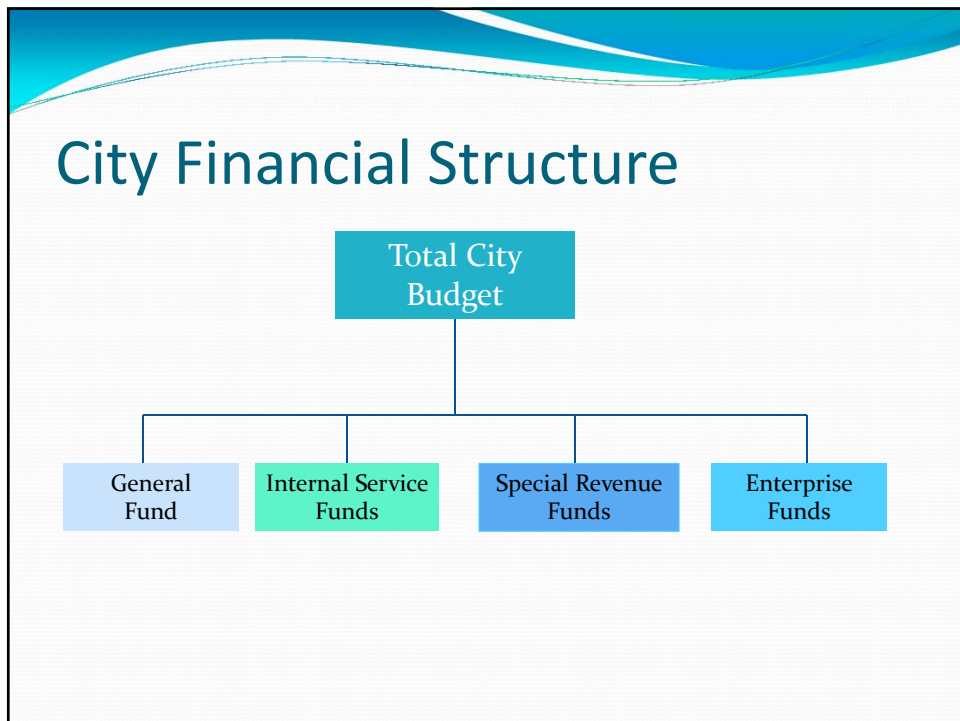 City Financial Structure
Total City
Budget
General
Fund
Internal Service
Funds
Special Revenue
Funds
Enterprise
Funds